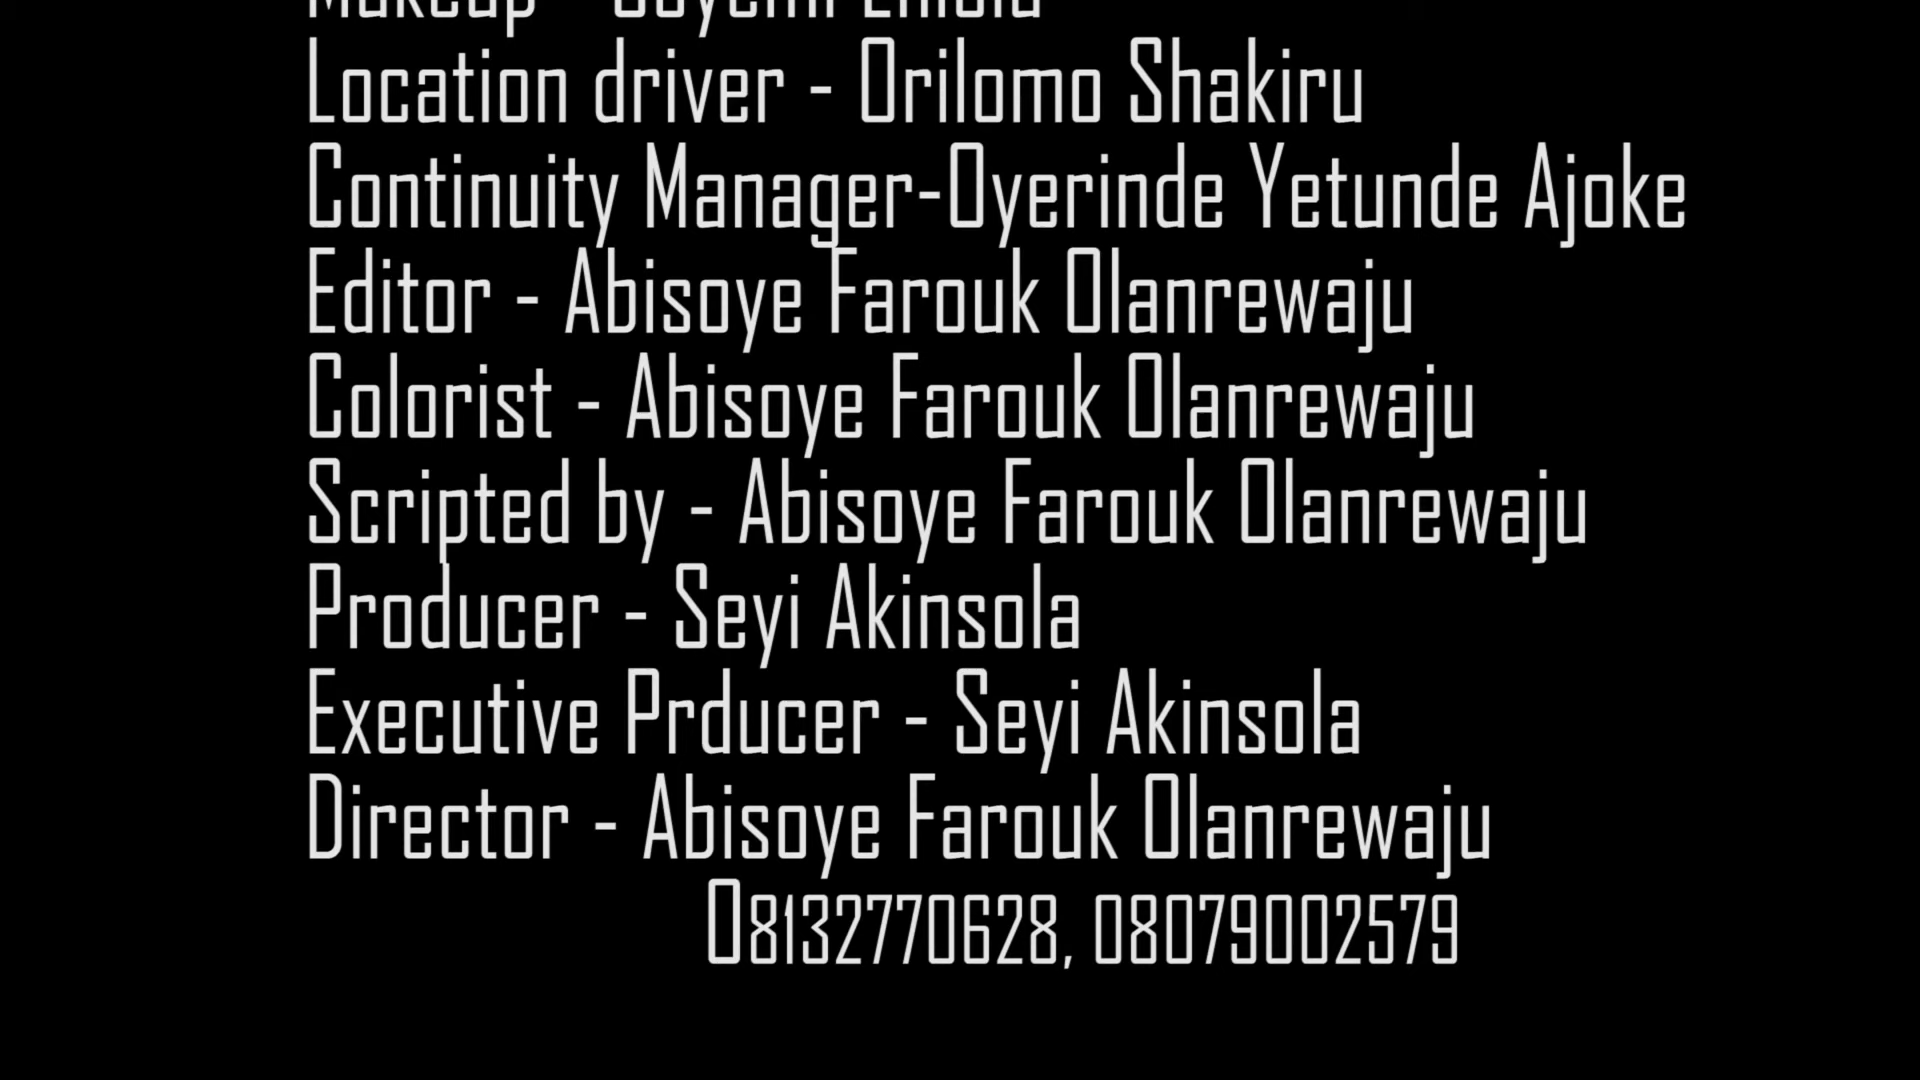 Makeup -
Location driver - Orilomo Shakiru
Continuity Manager-Oyerinde Yetunde Ajoke
Editor - Abisoye Farouk Olanrewaju
Colorist - Abisoye Farouk Olanrewaju
Scripted by - Abisoye Farouk Olanrewaju
Producer - Seyi Akinsola
Executive Prducer - Seyi Akinsola
Director - Abisoye Farouk Olanrewaju
08132770628, 08079002579